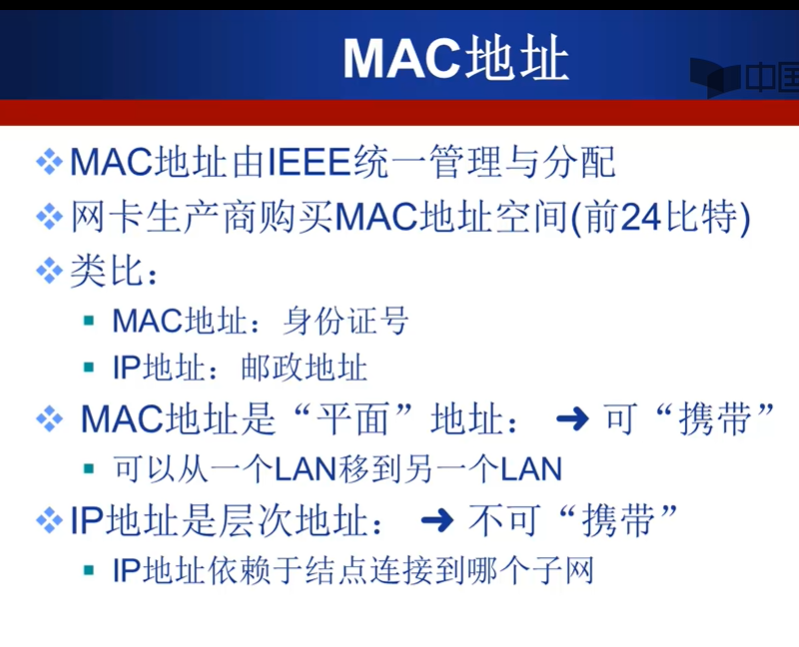 MAC地址
中国
MAC地址由IEEE统一管理与分配
网卡生产商购买MAC地址空间(前24比特)
类比：
MAC地址：身份证号
IP地址：邮政地址
MAC地址是“平面”地址： ➔ 可“携带”
可以从一个LAN移到另一个LAN
IP地址是层次地址： ➔ 不可“携带”
IP地址依赖于结点连接到哪个子网